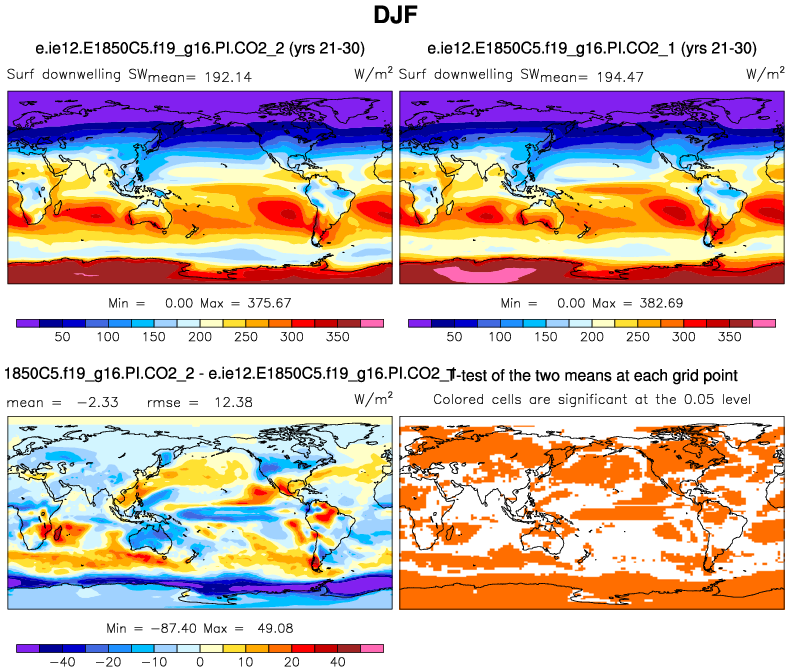 DJF
e.ie12.E1850C5.f19_g16.PI.CO2_2 (yrs 21-30)
e.ie12.E1850C5.f19_g16.PI.CO2_1 (yrs 21-30)
Surf downwelling SW mean= 192.14 W/m²
Surf downwelling SW mean= 194.47 W/m²
Min = 0.00 Max = 375.67
Min = 0.00 Max = 382.69
50 100 150 200 250 300 350
50 100 150 200 250 300 350
1850C5.f19_g16.PI.CO2_2 - e.ie12.E1850C5.f19_g16.PI.CO2_1
T-test of the two means at each grid point
mean = -2.33 rmse = 12.38 W/m²
Colored cells are significant at the 0.05 level
Min = -87.40 Max = 49.08
-40 -20 -10 0 10 20 40